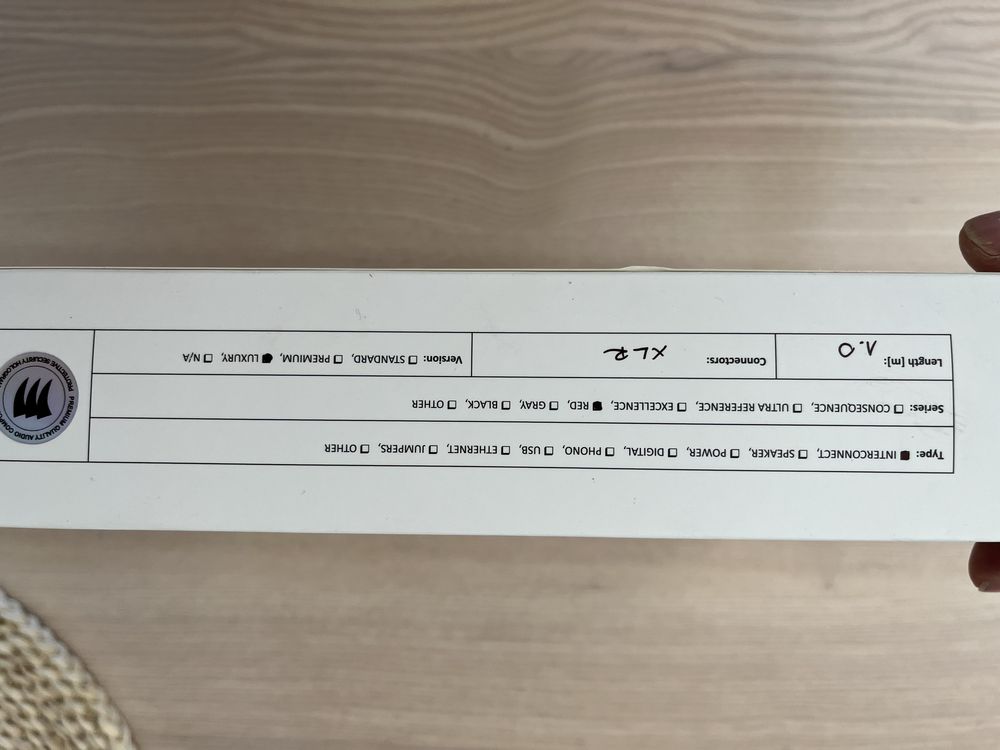 Type: ■ INTERCONNECT, □ SPEAKER, □ POWER, □ DIGITAL, □ PHONO, □ USB, □ ETHERNET, □ JUMPERS, □ OTHER
Series: □ CONSEQUENCE, □ ULTRA REFERENCE, □ EXCELLENCE, ■ RED, □ GRAY, □ BLACK, □ OTHER
Length [m]: 1.0 Connectors: XLR Version: □ STANDARD, □ PREMIUM, ■ LUXURY, □ N/A
PREMIUM QUALITY AUDIO
PROTECTIVE SECURITY HOLOGRAM